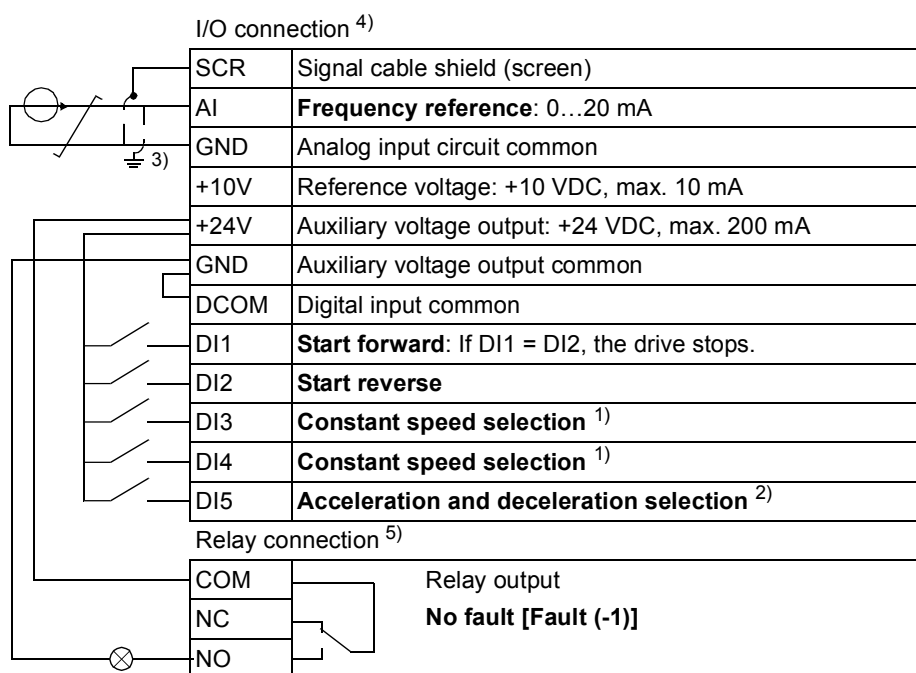 I/O connection 4)
SCR Signal cable shield (screen)
AI Frequency reference: 0…20 mA
GND Analog input circuit common
3)
+10V Reference voltage: +10 VDC, max. 10 mA
+24V Auxiliary voltage output: +24 VDC, max. 200 mA
GND Auxiliary voltage output common
DCOM Digital input common
DI1 Start forward: If DI1 = DI2, the drive stops.
DI2 Start reverse
DI3 Constant speed selection 1)
DI4 Constant speed selection 1)
DI5 Acceleration and deceleration selection 2)
Relay connection 5)
COM Relay output
NC No fault [Fault (-1)]
NO